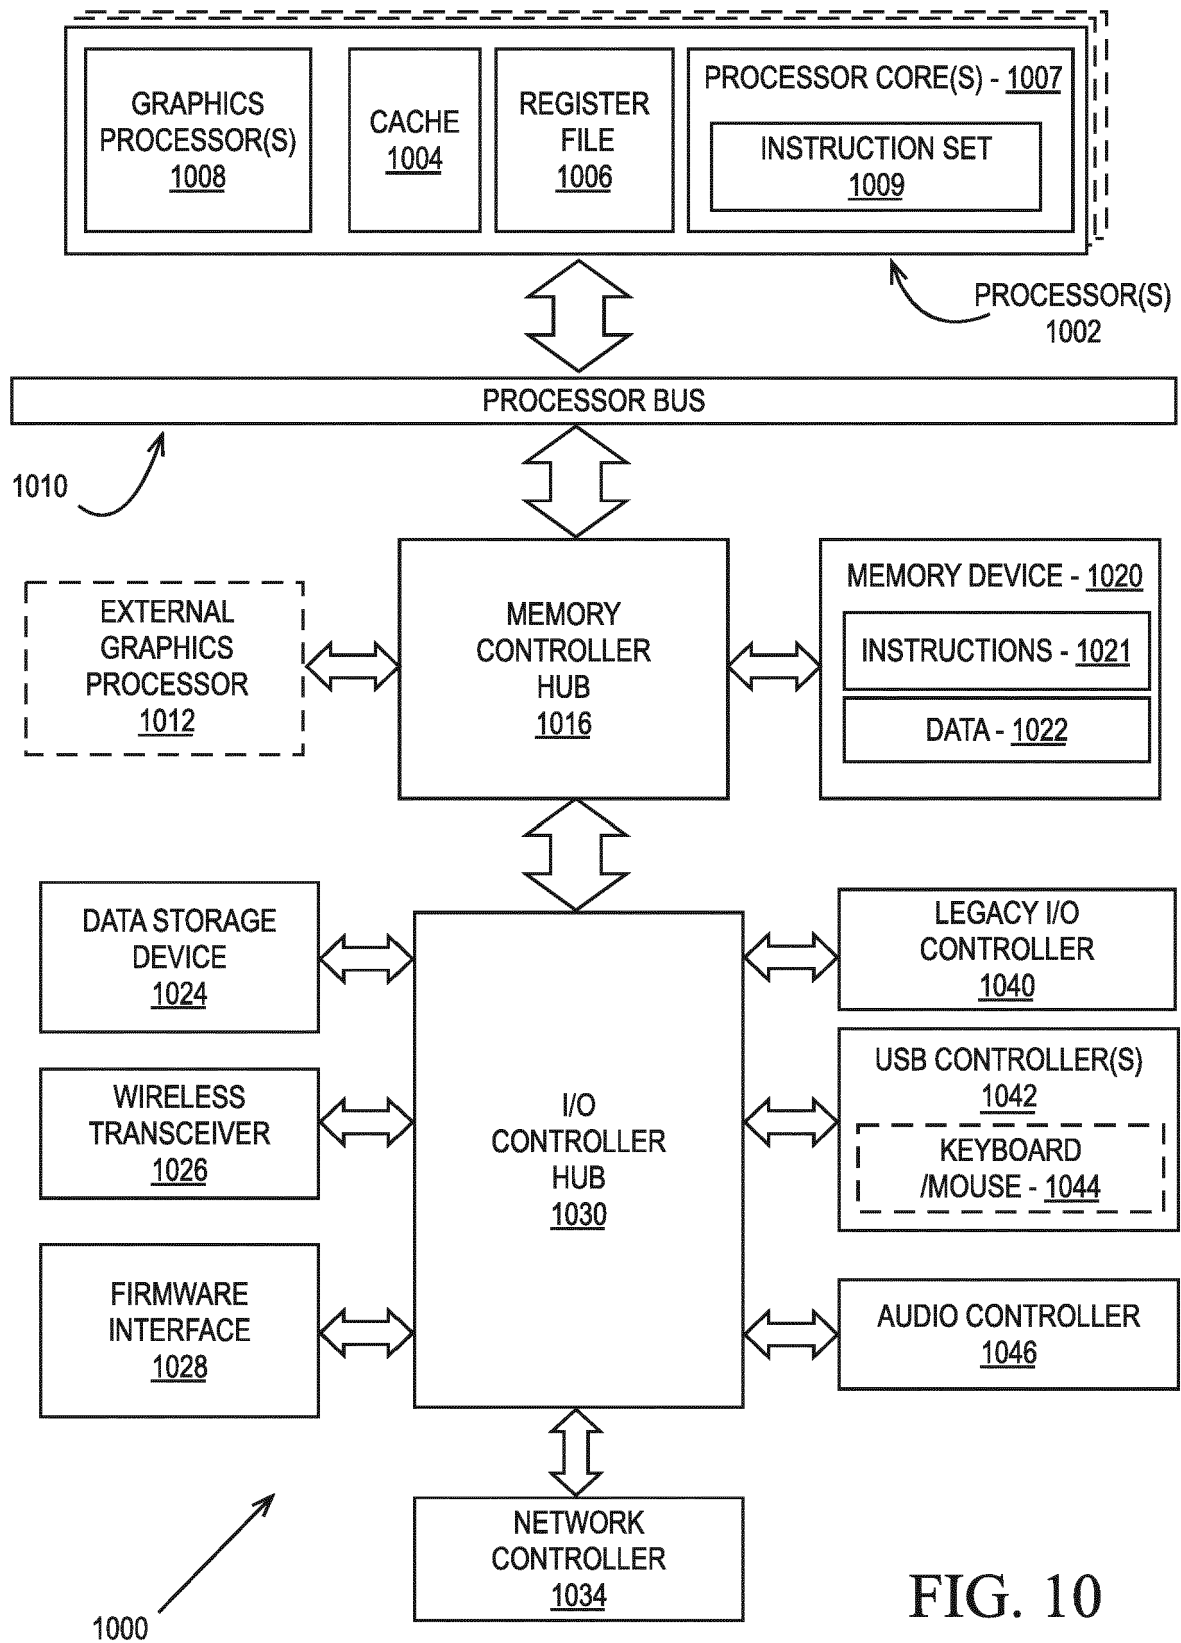 GRAPHICS
PROCESSOR(S)
1008
CACHE
1004
REGISTER
FILE
1006
PROCESSOR CORE(S) - 1007
INSTRUCTION SET
1009
PROCESSOR(S)
1002
PROCESSOR BUS
1010
EXTERNAL
GRAPHICS
PROCESSOR
1012
MEMORY
CONTROLLER
HUB
1016
MEMORY DEVICE - 1020
INSTRUCTIONS - 1021
DATA - 1022
DATA STORAGE
DEVICE
1024
WIRELESS
TRANSCEIVER
1026
FIRMWARE
INTERFACE
1028
I/O
CONTROLLER
HUB
1030
LEGACY I/O
CONTROLLER
1040
USB CONTROLLER(S)
1042
KEYBOARD
/MOUSE - 1044
AUDIO CONTROLLER
1046
NETWORK
CONTROLLER
1034
1000
FIG. 10